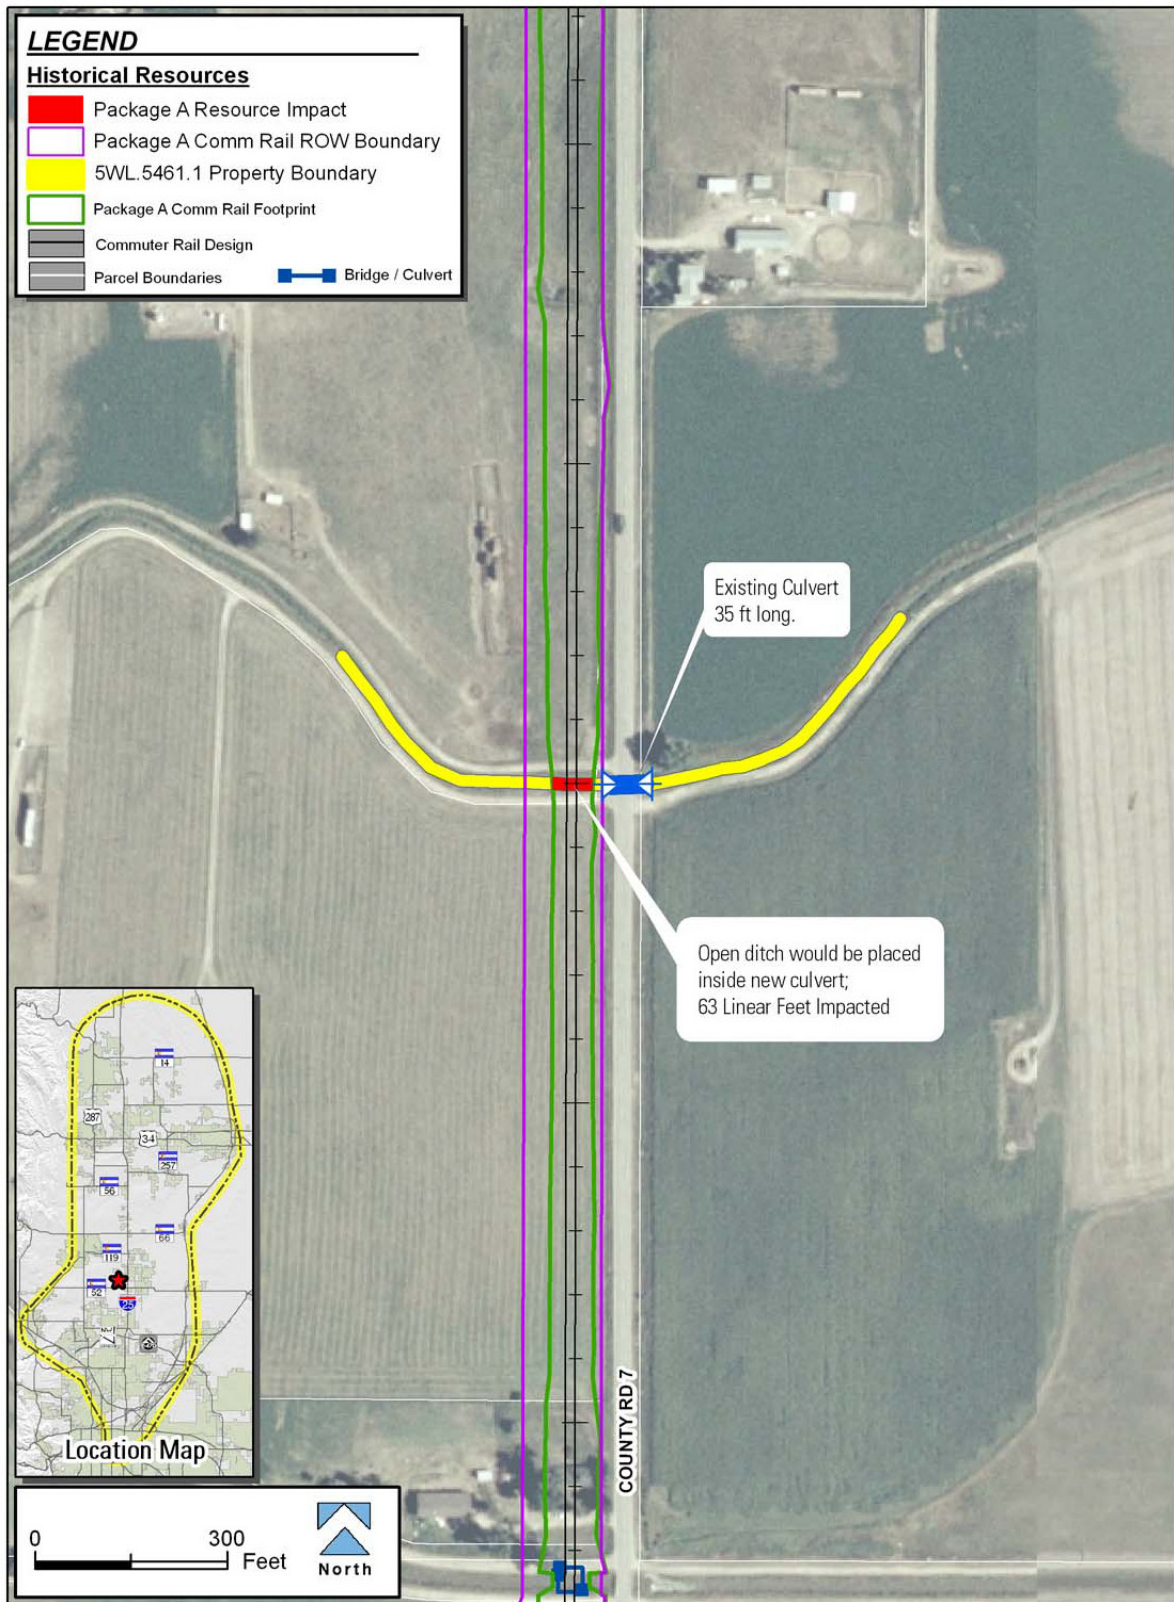 LEGEND
Historical Resources
Package A Resource Impact
Package A Comm Rail ROW Boundary
5WL.5461.1 Property Boundary
Package A Comm Rail Footprint
Commuter Rail Design
Parcel Boundaries
Bridge / Culvert
Existing Culvert
35 ft long.
Open ditch would be placed
inside new culvert;
63 Linear Feet Impacted
COUNTY RD 7
14
287
34
257
56
66
119
52
25
7
Location Map
0 300
Feet
North